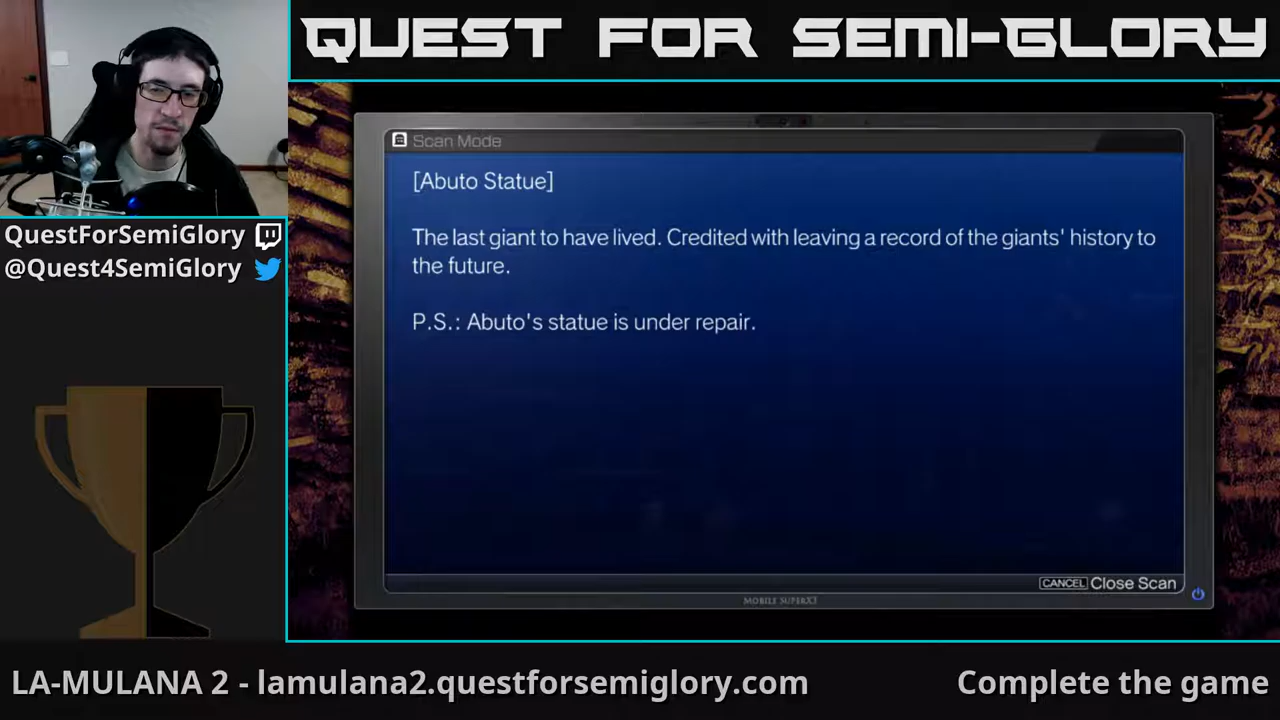 QUEST FOR SEMI-GLORY
QuestForSemiGlory
@Quest4SemiGlory
Scan Mode
[Abuto Statue]
The last giant to have lived. Credited with leaving a record of the giants' history to
the future.
P.S.: Abuto's statue is under repair.
CANCEL Close Scan
MOBILE SUPERX3
LA-MULANA 2 - lamulana2.questforsemiglory.com
Complete the game